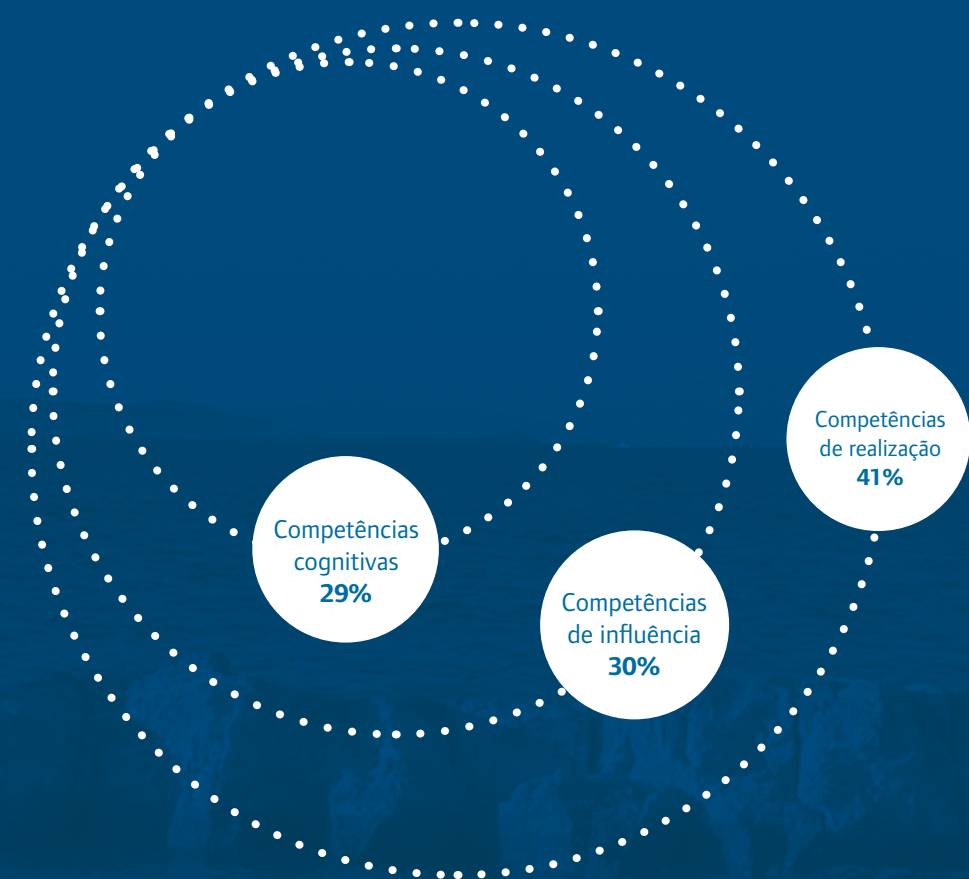 Competências
de realização
41%
Competências
cognitivas
29%
Competências
de influência
30%